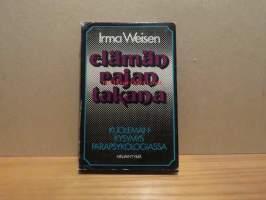 Irma Weisen
elämän
rajan
takana
KUOLEMAN
KYSYMYS
PARAPSYKOLOGIASSA